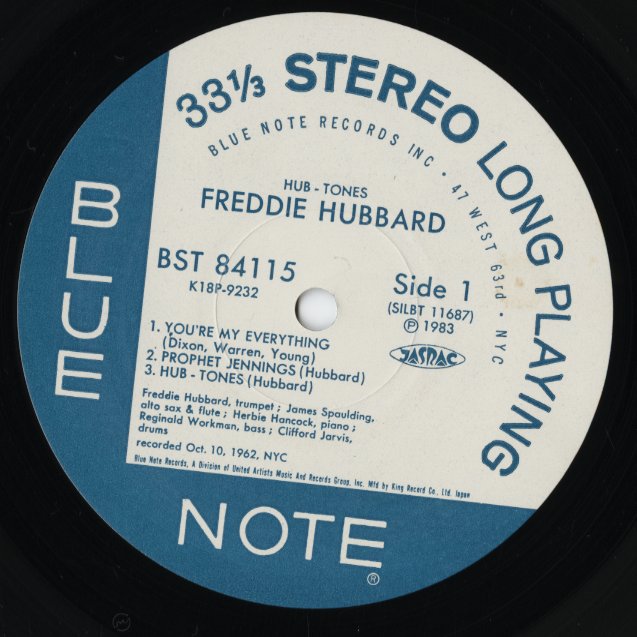 33⅓ STEREO LONG PLAYING
BLUE NOTE RECORDS INC • 47 WEST 63rd • NYC
HUB - TONES
FREDDIE HUBBARD
BST 84115
K18P-9232
Side 1
(SILBT 11687)
Ⓟ 1983
JASRAC
1. YOU'RE MY EVERYTHING
(Dixon, Warren, Young)
2. PROPHET JENNINGS (Hubbard)
3. HUB - TONES (Hubbard)
Freddie Hubbard, trumpet ; James Spaulding,
alto sax & flute ; Herbie Hancock, piano ;
Reginald Workman, bass ; Clifford Jarvis,
drums
recorded Oct. 10, 1962, NYC
Blue Note Records, A Division of United Artists Music And Records Group, Inc. Mfd by King Record Co., Ltd. Japan
BLUE
NOTE®